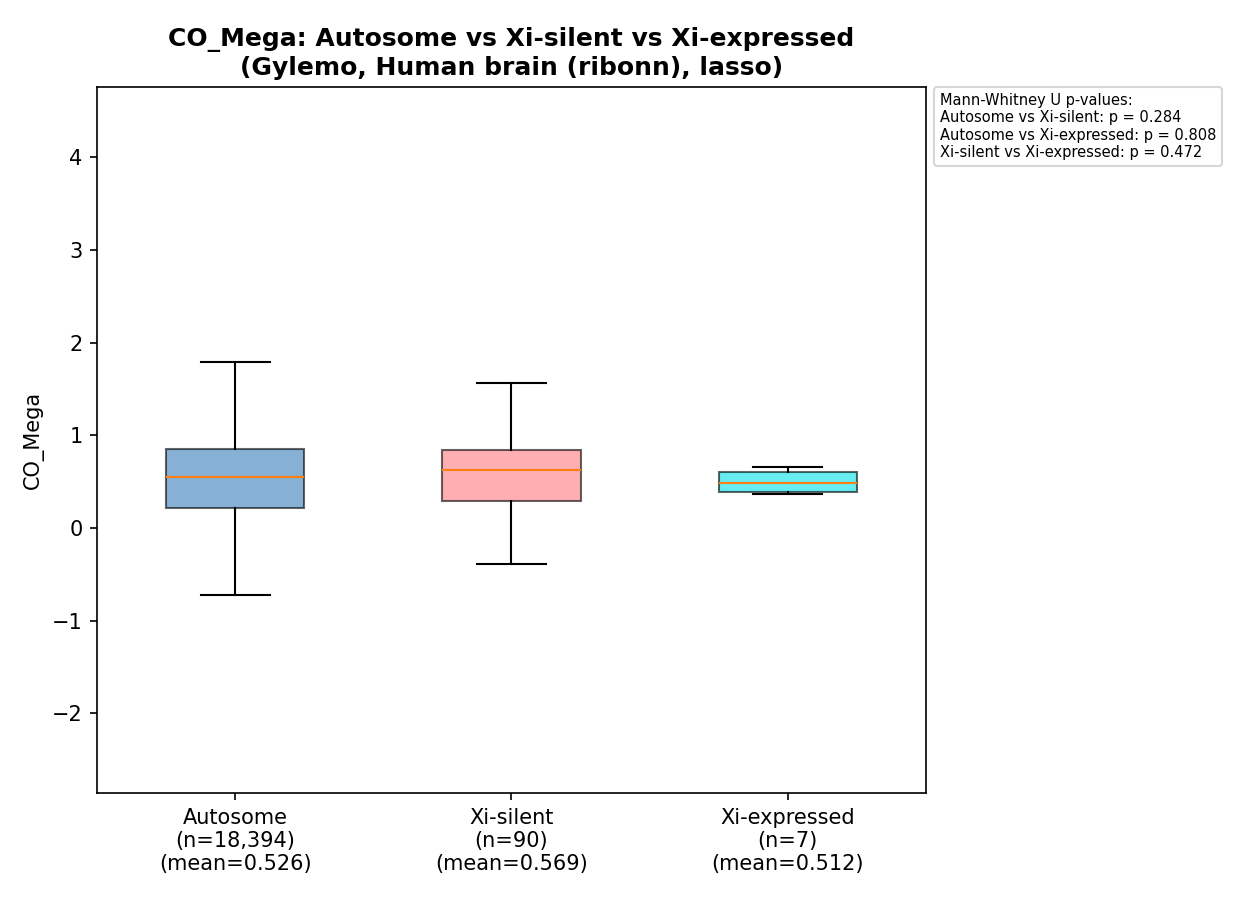 CO_Mega: Autosome vs Xi-silent vs Xi-expressed
(Gylemo, Human brain (ribonn), lasso)
Mann-Whitney U p-values:
Autosome vs Xi-silent: p = 0.284
Autosome vs Xi-expressed: p = 0.808
Xi-silent vs Xi-expressed: p = 0.472
CO_Mega
4
3
2
1
0
−1
−2
Autosome
(n=18,394)
(mean=0.526)
Xi-silent
(n=90)
(mean=0.569)
Xi-expressed
(n=7)
(mean=0.512)